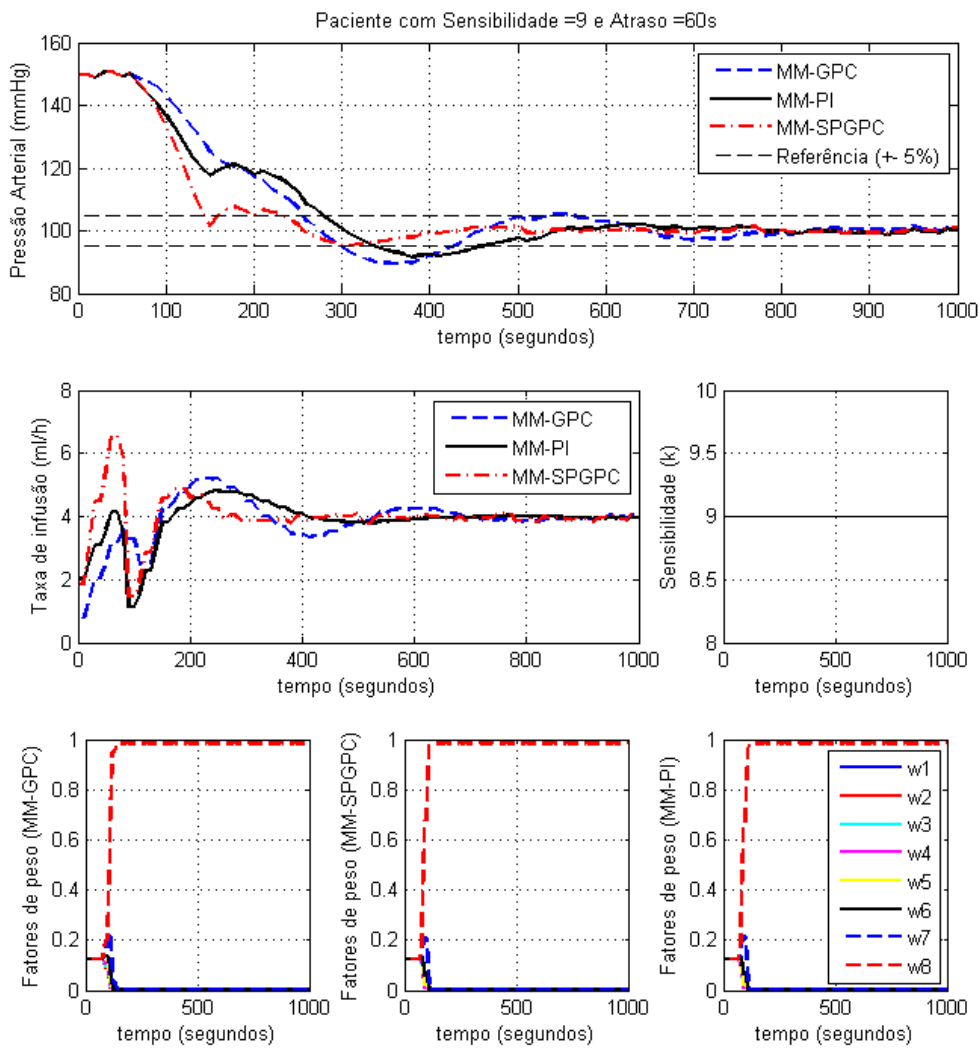 Paciente com Sensibilidade =9 e Atraso =60s
Pressão Arterial (mmHg)
160
140
120
100
80
MM-GPC
MM-PI
MM-SPGPC
Referência (+- 5%)
0 100 200 300 400 500 600 700 800 900 1000
tempo (segundos)
Taxa de infusão (ml/h)
8
6
4
2
0
MM-GPC
MM-PI
MM-SPGPC
0 200 400 600 800 1000
tempo (segundos)
Sensibilidade (k)
10
9.5
9
8.5
8
0 500 1000
tempo (segundos)
Fatores de peso (MM-GPC)
1
0.8
0.6
0.4
0.2
0
0 500 1000
tempo (segundos)
Fatores de peso (MM-SPGPC)
1
0.8
0.6
0.4
0.2
0
0 500 1000
tempo (segundos)
Fatores de peso (MM-PI)
1
0.8
0.6
0.4
0.2
0
0 500 1000
tempo (segundos)
w1
w2
w3
w4
w5
w6
w7
w8